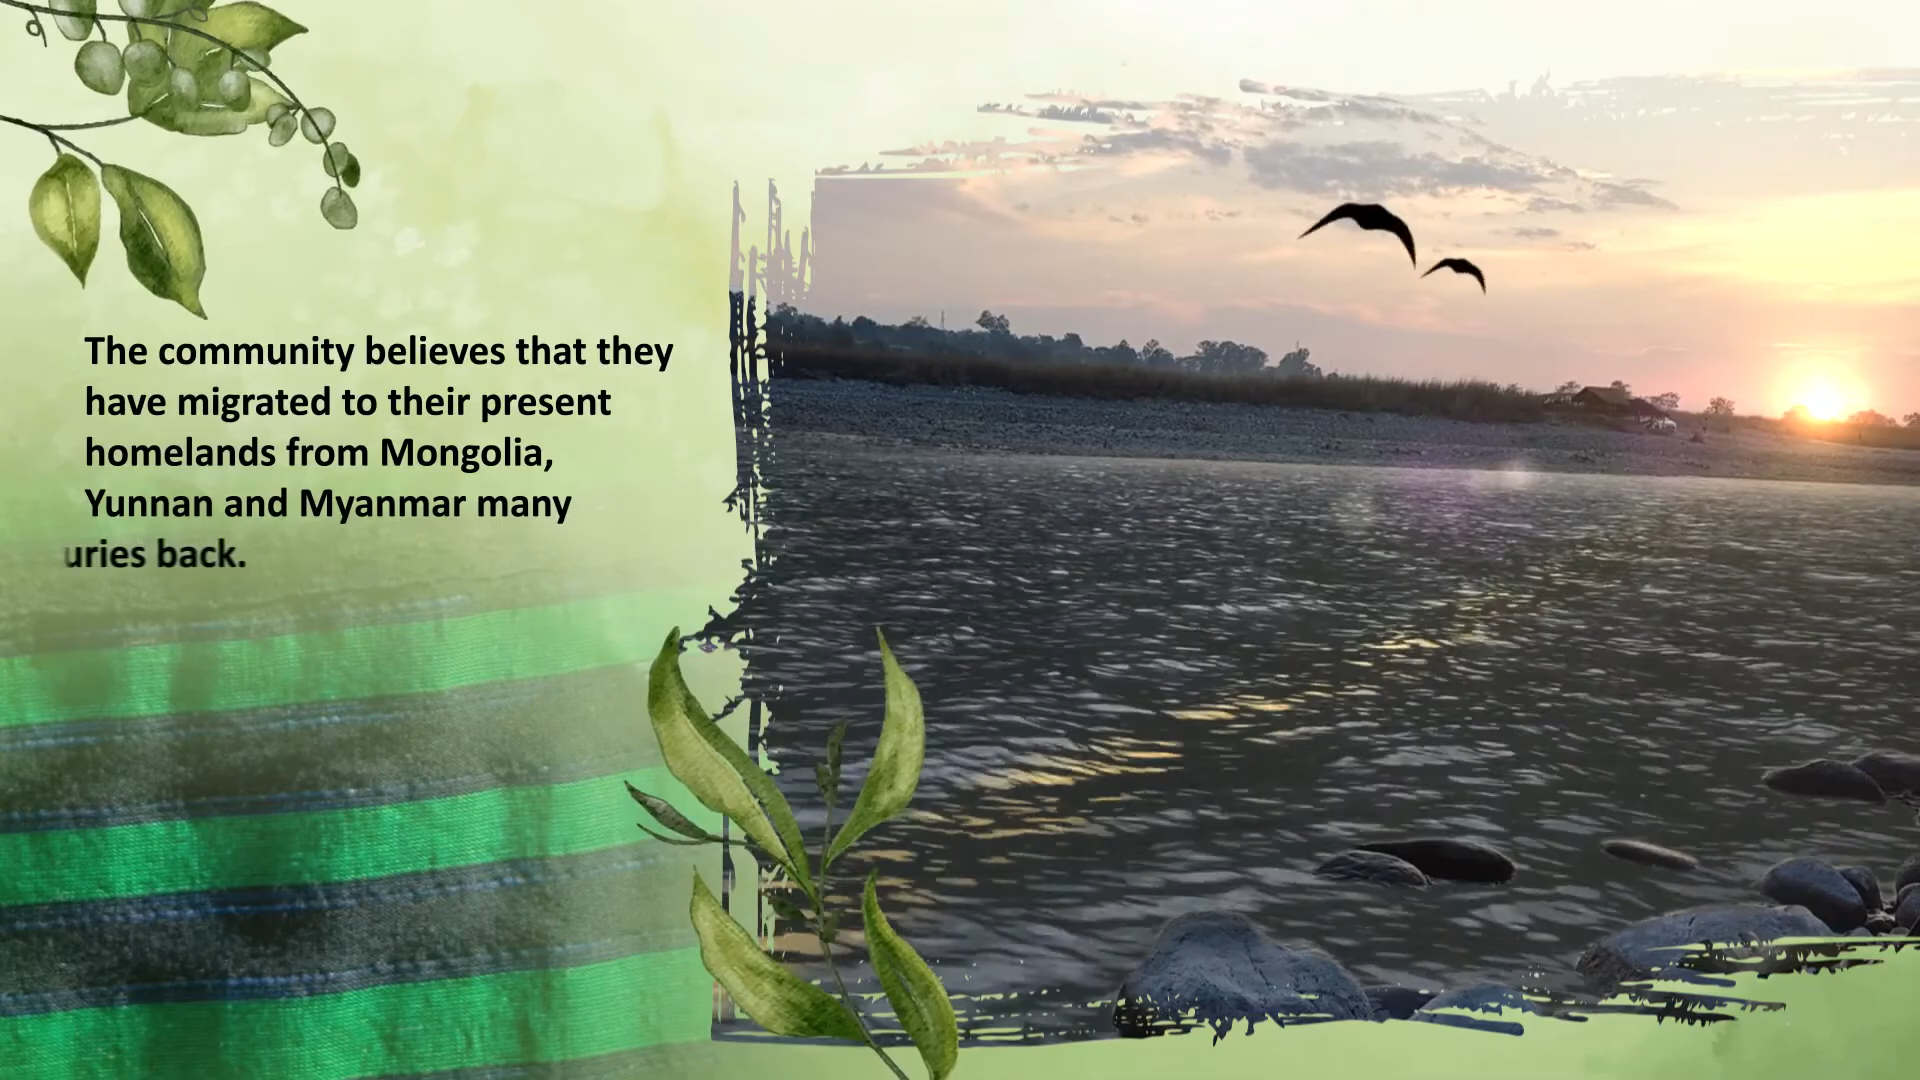 The community believes that they
have migrated to their present
homelands from Mongolia,
Yunnan and Myanmar many
uries back.